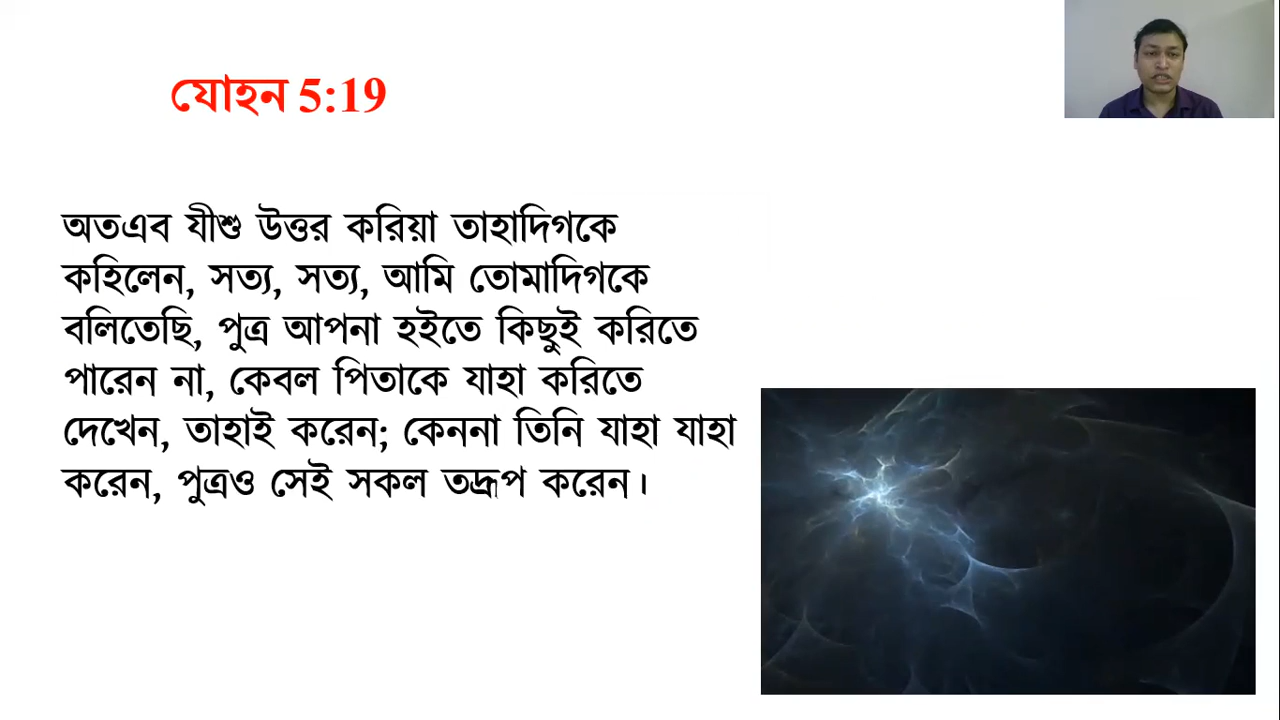 যোহন 5:19
অতএব যীশু উত্তর করিয়া তাহাদিগকে
কহিলেন, সত্য, সত্য, আমি তোমাদিগকে
বলিতেছি, পুত্র আপনা হইতে কিছুই করিতে
পারেন না, কেবল পিতাকে যাহা করিতে
দেখেন, তাহাই করেন; কেননা তিনি যাহা যাহা
করেন, পুত্রও সেই সকল তদ্রূপ করেন।